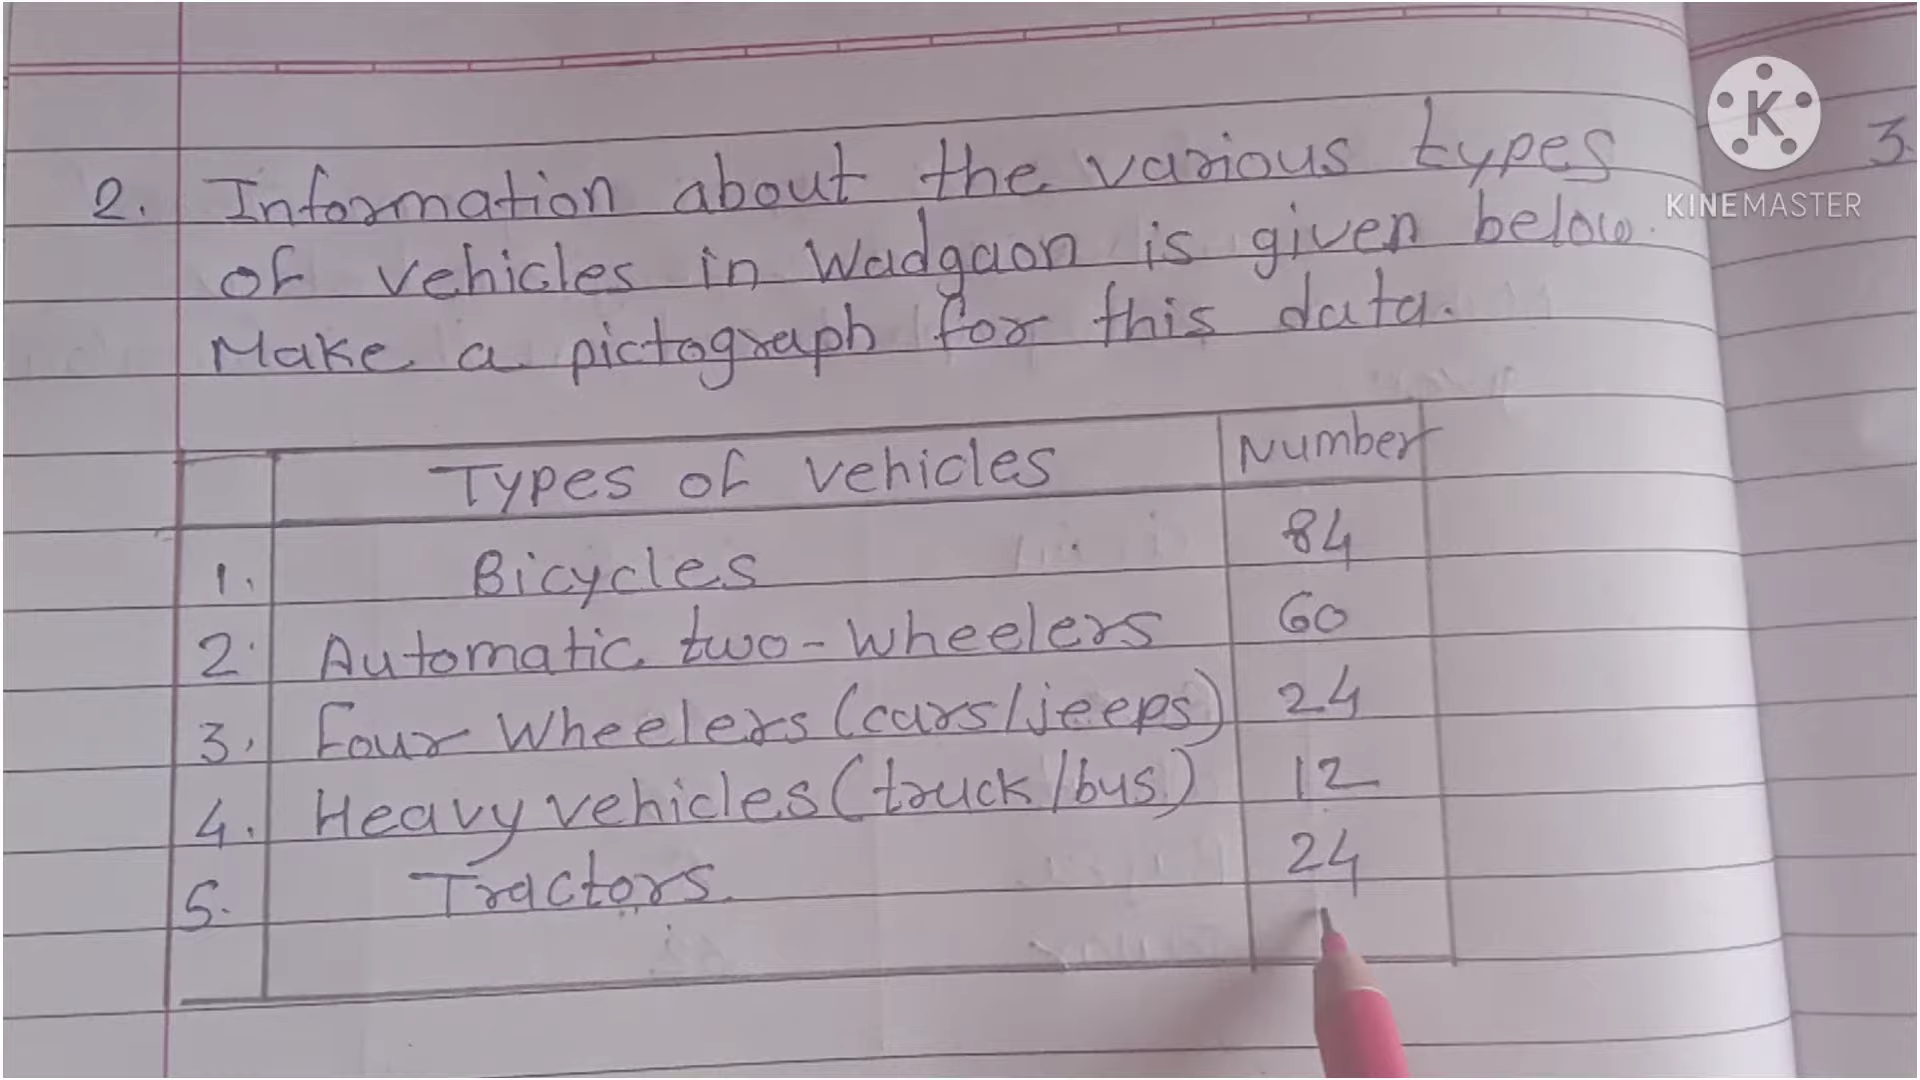 K
KINEMASTER
3.
2. Information about the various types
of vehicles in Wadgaon is given below.
Make a pictograph for this data.
Types of vehicles Number
1. Bicycles 84
2. Automatic two-wheelers 60
3. Four Wheelers (cars/jeeps) 24
4. Heavy vehicles (truck/bus) 12
5. Tractors. 24